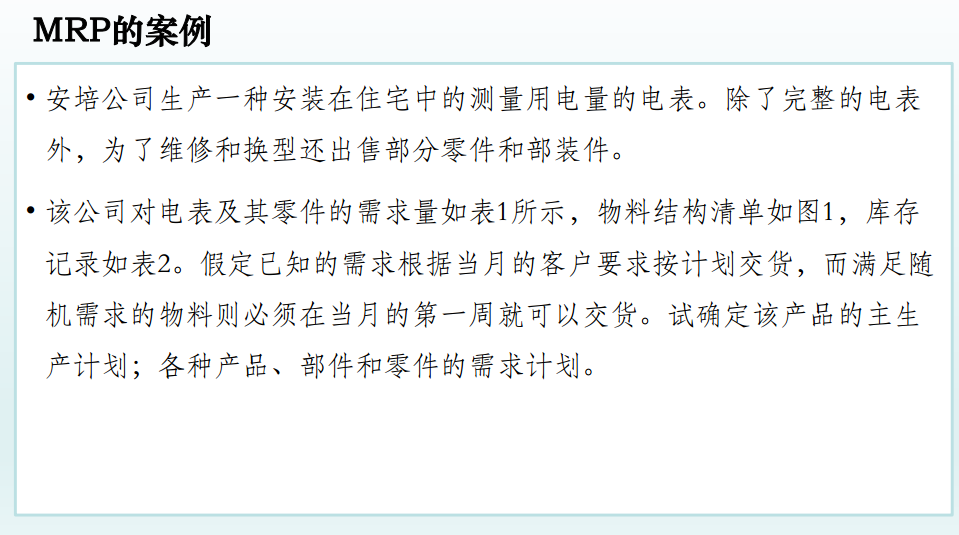 MRP的案例
• 安培公司生产一种安装在住宅中的测量用电量的电表。除了完整的电表
外，为了维修和换型还出售部分零件和部装件。
• 该公司对电表及其零件的需求量如表1所示，物料结构清单如图1，库存
记录如表2。假定已知的需求根据当月的客户要求按计划交货，而满足随
机需求的物料则必须在当月的第一周就可以交货。试确定该产品的主生
产计划；各种产品、部件和零件的需求计划。